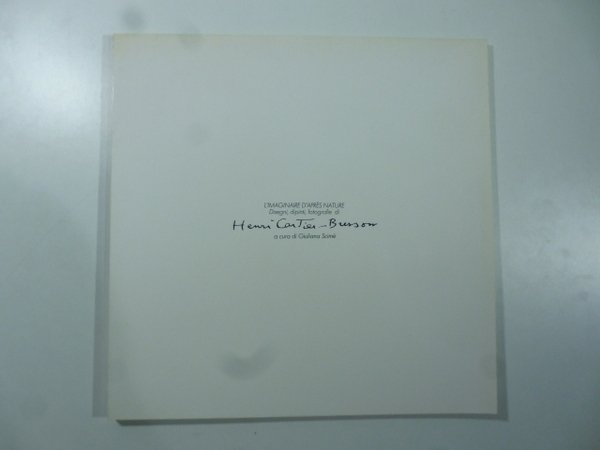 L'IMAGINAIRE D'APRÈS NATURE
Disegni, dipinti, fotografie di
Henri Cartier-Bresson
a cura di Giuliana Scimé